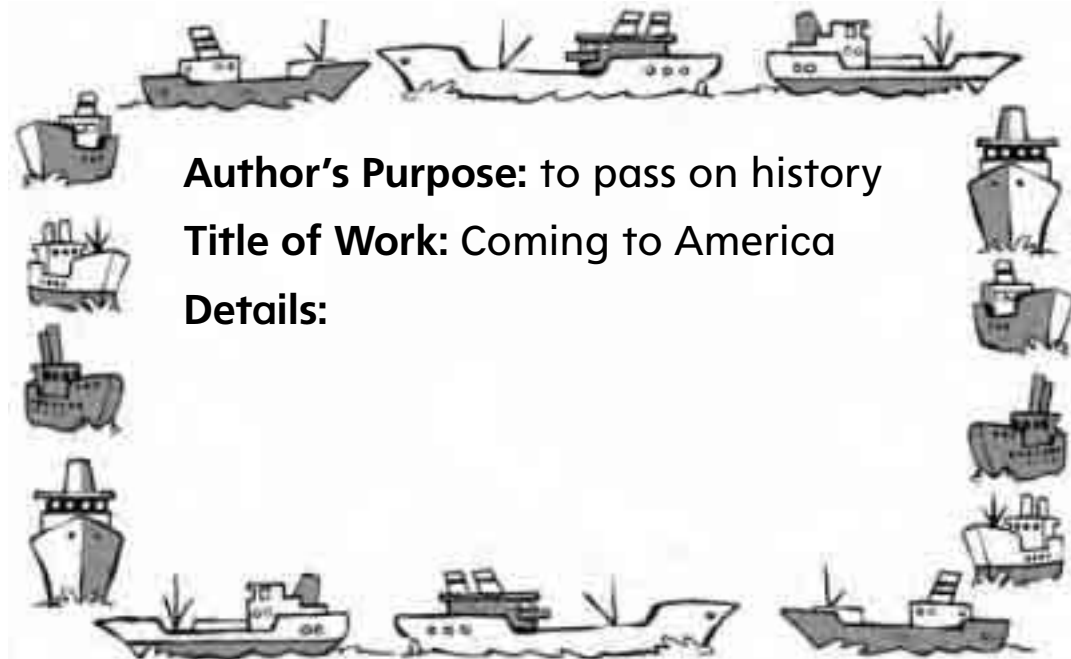 Author's Purpose: to pass on history
Title of Work: Coming to America
Details: